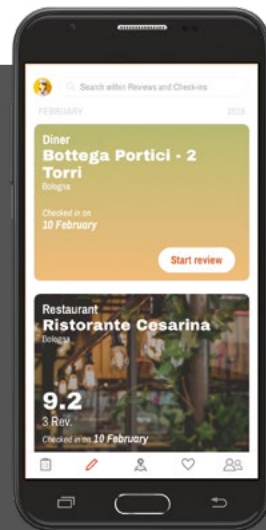 Search within Reviews and Check-ins
FEBRUARY 2018
Diner
Bottega Portici - 2
Torri
Bologna
Checked in on
10 February
Start review
Restaurant
Ristorante Cesarina
Bologna
9.2
3 Rev.
Checked in on 10 February